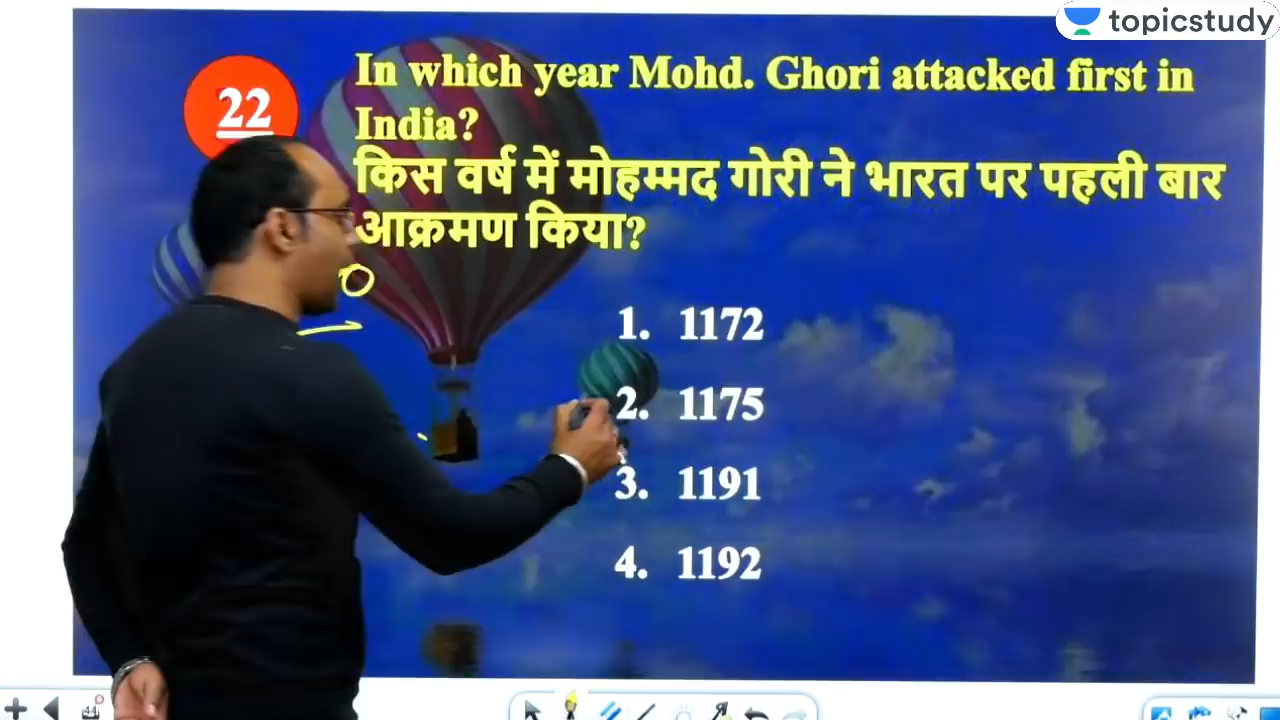 topicstudy
22
In which year Mohd. Ghori attacked first in
India?
किस वर्ष में मोहम्मद गोरी ने भारत पर पहली बार
आक्रमण किया?
1. 1172
2. 1175
3. 1191
4. 1192